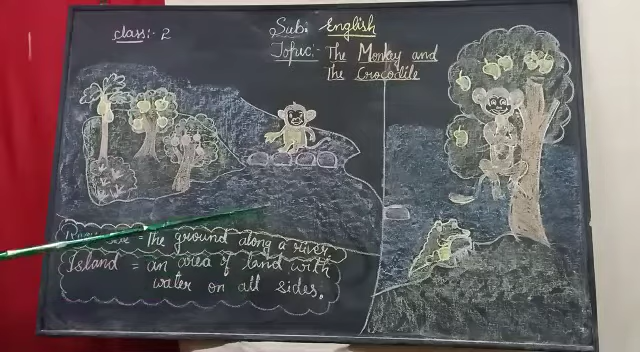 class:- 2
Sub: English
Topic:- The Monkey and
The Crocodile
= The ground along a river.
Island = an area of land with
water on all sides.